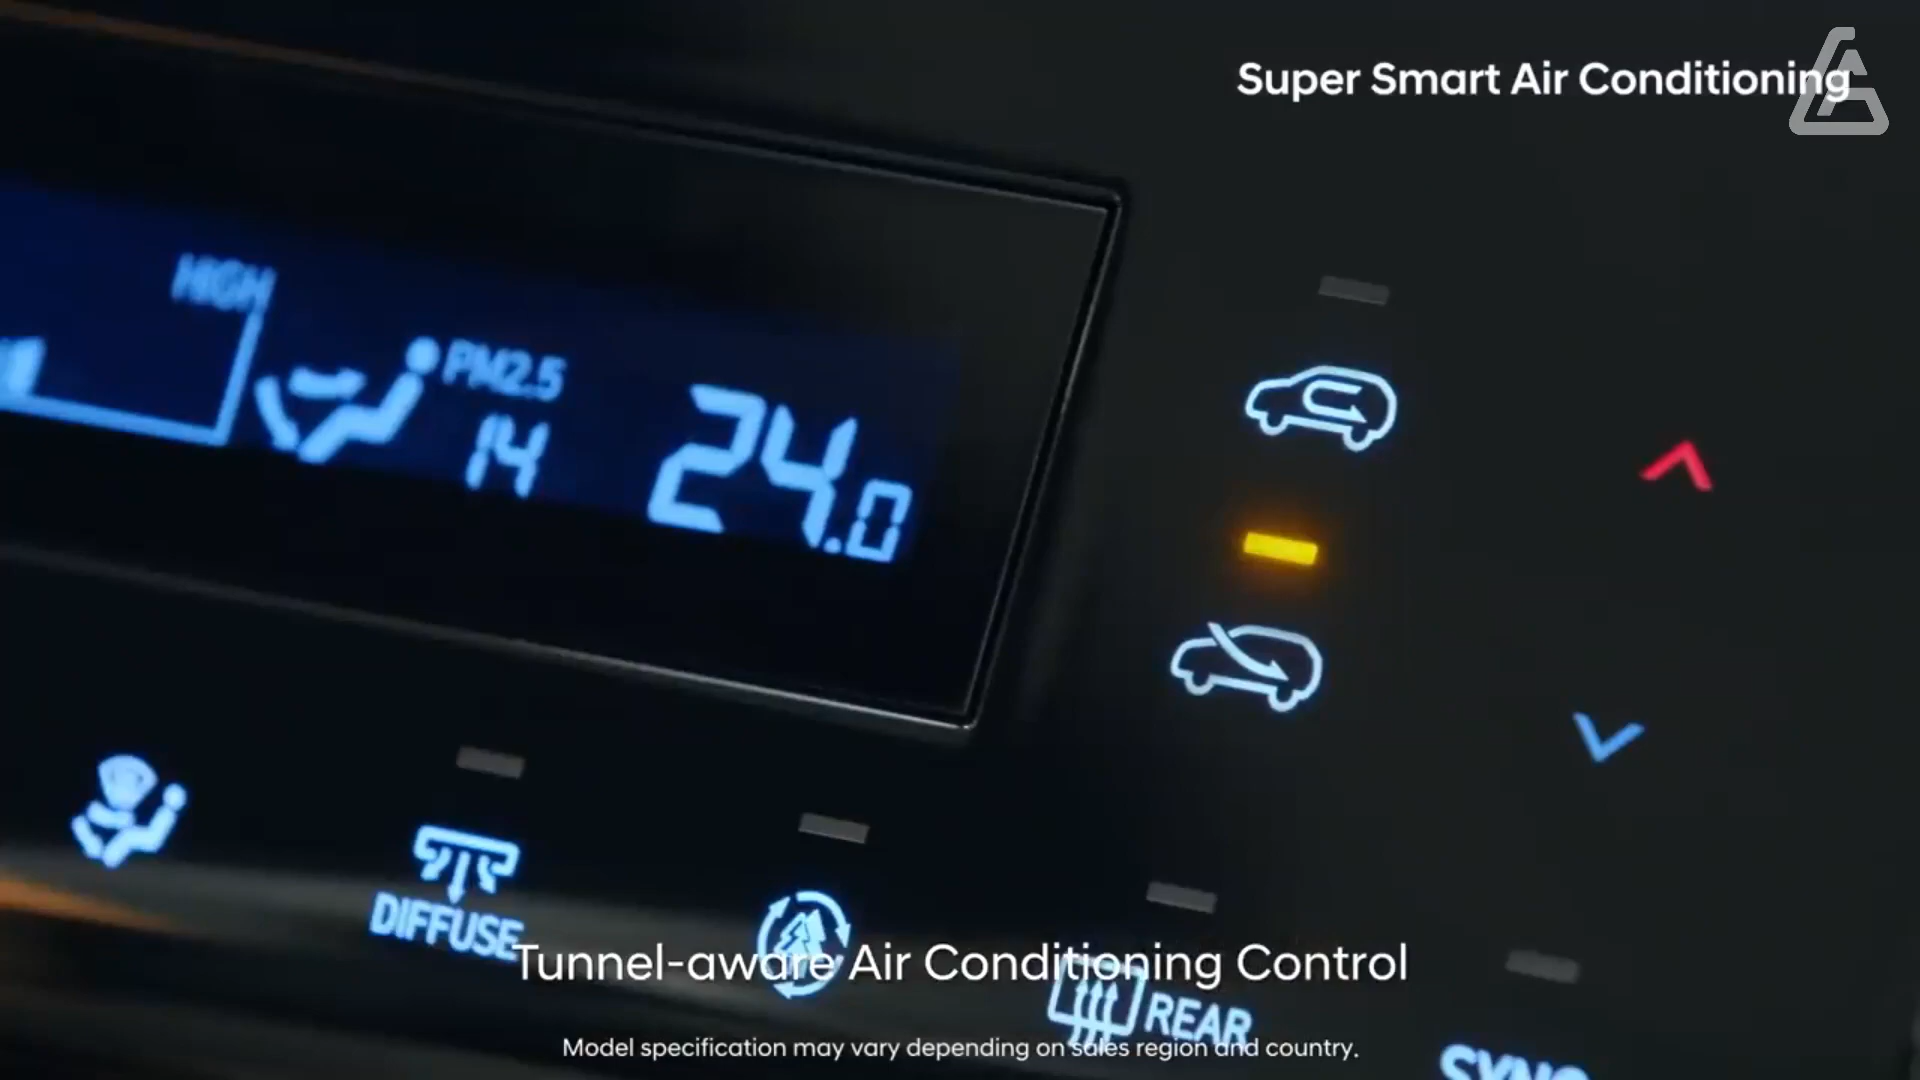 Super Smart Air Conditioning
HIGH
PM2.5
14
24.0
DIFFUSE
Tunnel-aware Air Conditioning Control
REAR
Model specification may vary depending on sales region and country.
SYNC